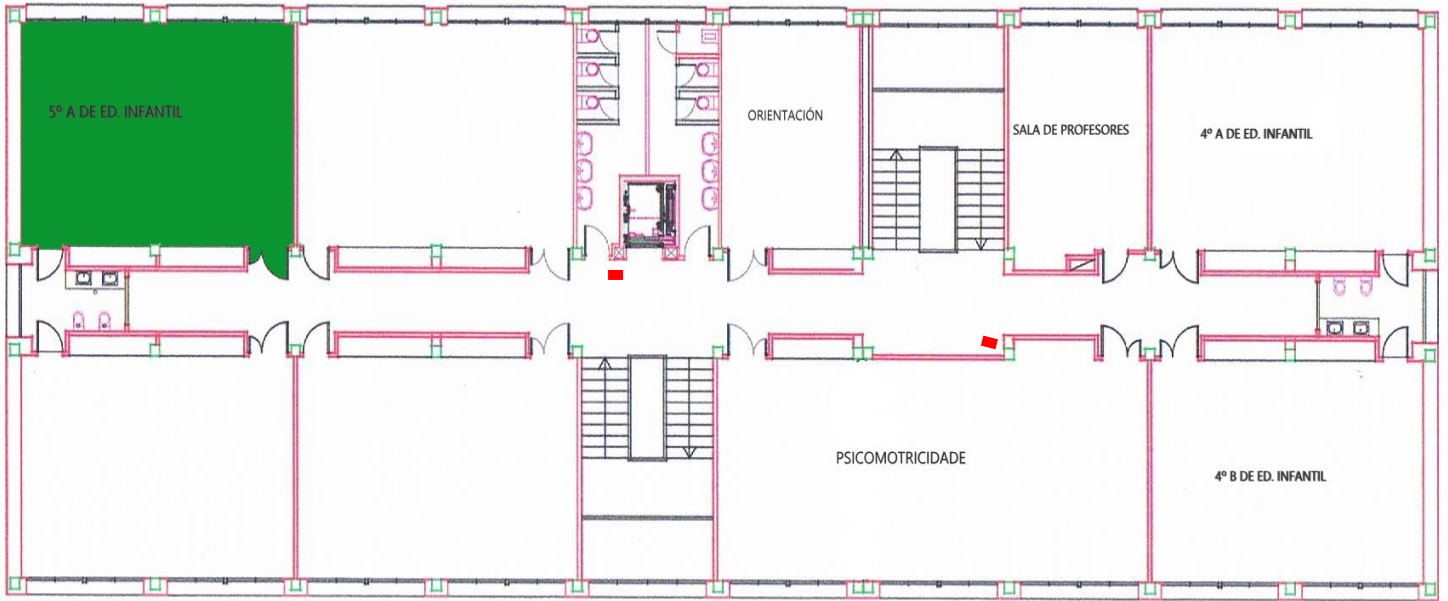 5º A DE ED. INFANTIL
ORIENTACIÓN
SALA DE PROFESORES
4º A DE ED. INFANTIL
PSICOMOTRICIDADE
4º B DE ED. INFANTIL